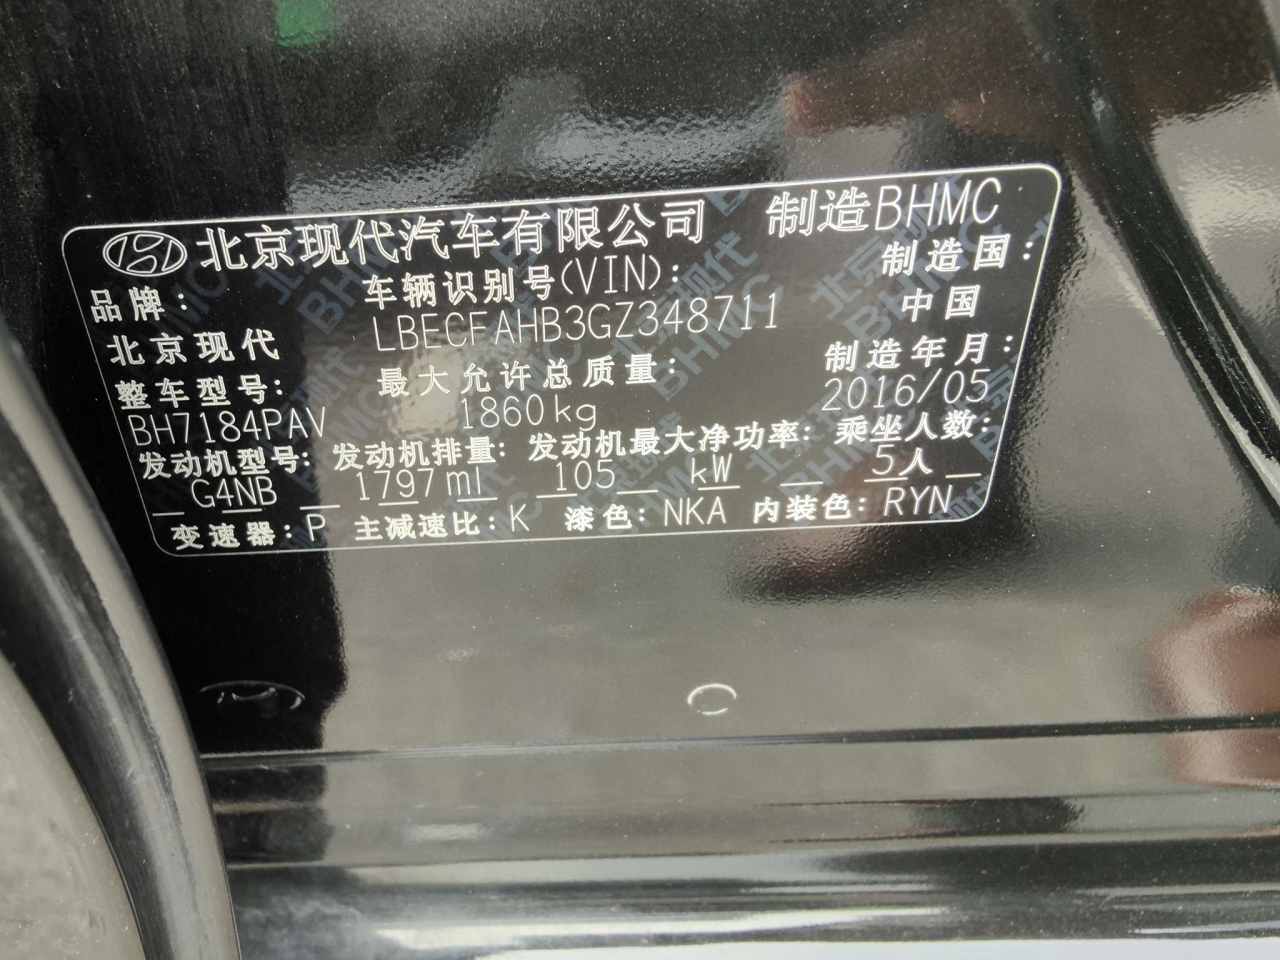 北京现代汽车有限公司 制造BHMC
品牌: 车辆识别号(VIN): 制造国:
北京现代 LBECFAHB3GZ348711 中国
整车型号: 最大允许总质量: 制造年月:
BH7184PAV 1860kg 2016/05
发动机型号: 发动机排量: 发动机最大净功率: 乘坐人数:
G4NB 1797ml 105 kW 5人
变速器: P 主减速比: K 漆色: NKA 内装色: RYN